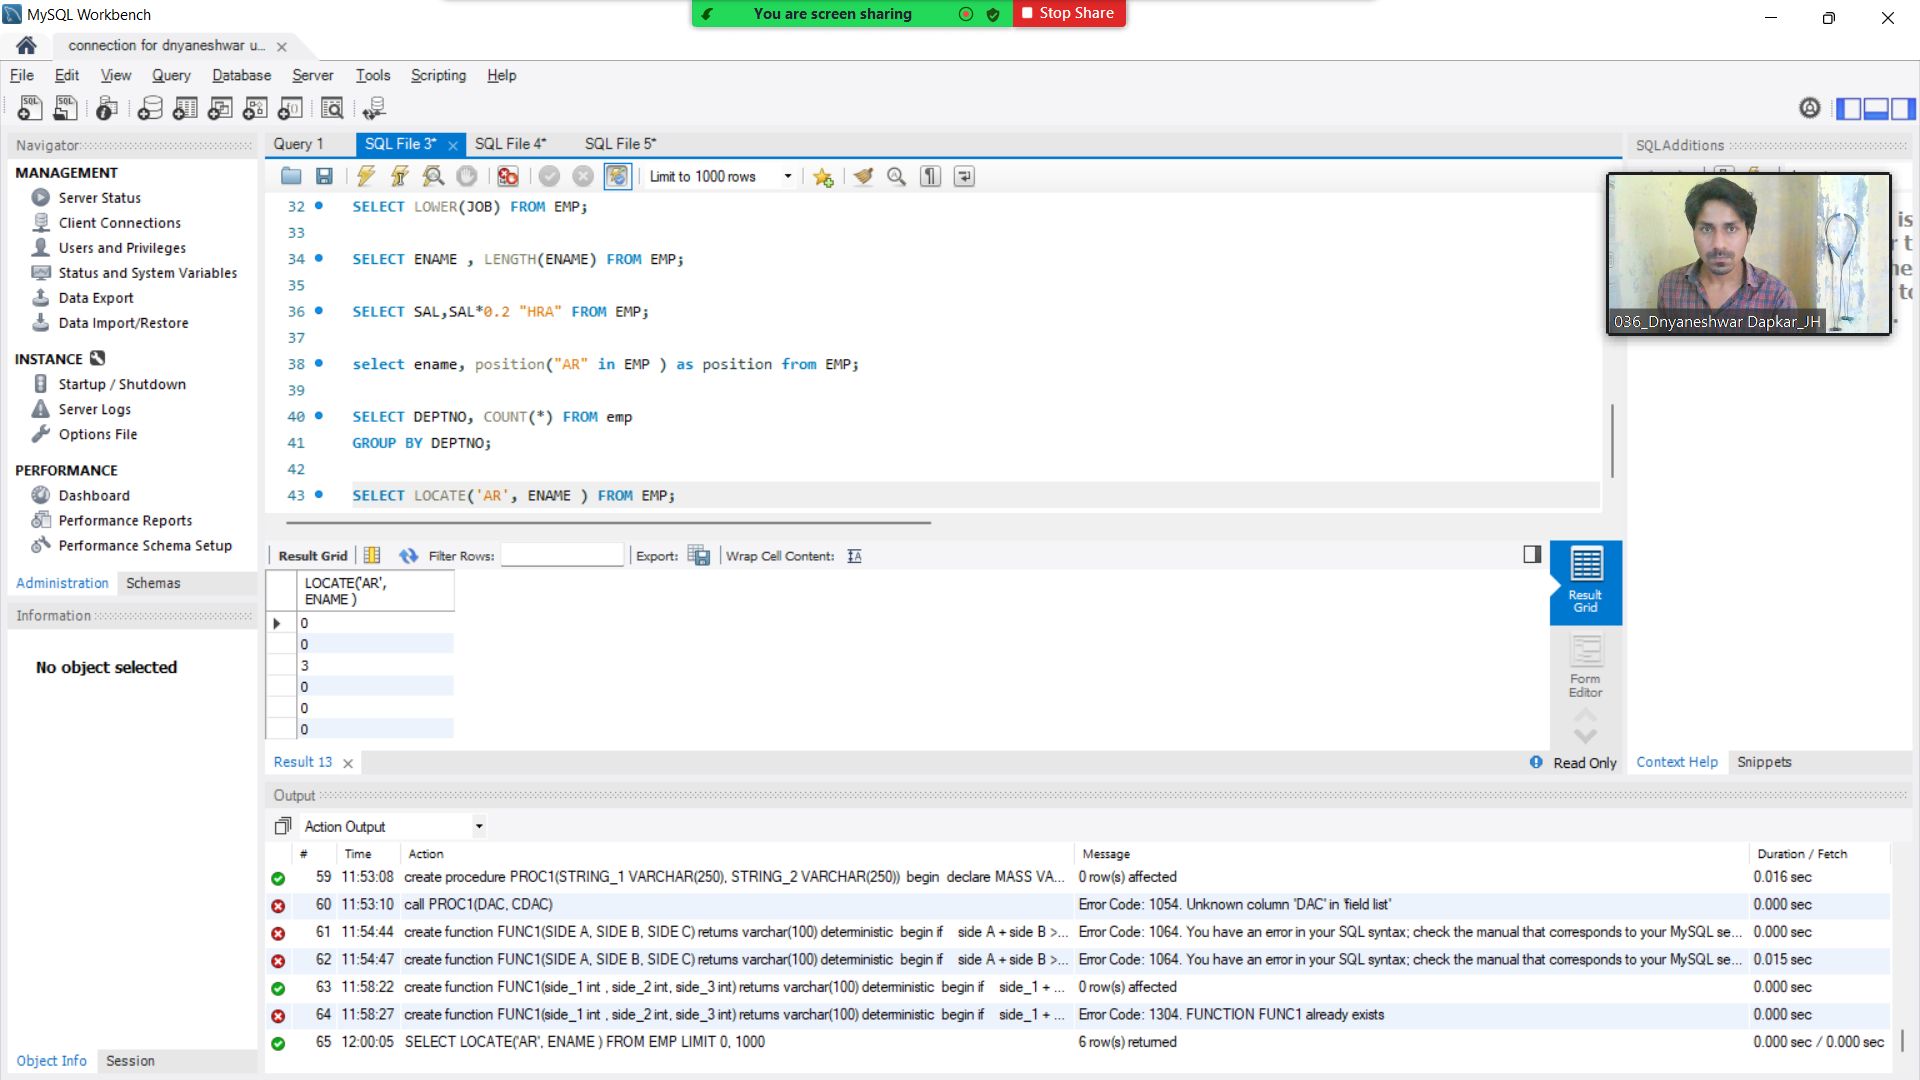 MySQL Workbench
You are screen sharing
Stop Share
connection for dnyaneshwar u...
File Edit View Query Database Server Tools Scripting Help
Navigator
MANAGEMENT
Server Status
Client Connections
Users and Privileges
Status and System Variables
Data Export
Data Import/Restore
INSTANCE
Startup / Shutdown
Server Logs
Options File
PERFORMANCE
Dashboard
Performance Reports
Performance Schema Setup
Administration Schemas
Information
No object selected
Object Info Session
Query 1 SQL File 3* SQL File 4* SQL File 5*
Limit to 1000 rows
32 SELECT LOWER(JOB) FROM EMP;
33
34 SELECT ENAME , LENGTH(ENAME) FROM EMP;
35
36 SELECT SAL,SAL*0.2 "HRA" FROM EMP;
37
38 select ename, position("AR" in EMP ) as position from EMP;
39
40 SELECT DEPTNO, COUNT(*) FROM emp
41 GROUP BY DEPTNO;
42
43 SELECT LOCATE('AR', ENAME ) FROM EMP;
Result Grid Filter Rows: Export: Wrap Cell Content:
LOCATE('AR',
ENAME )
0
0
3
0
0
0
Result
Grid
Form
Editor
Result 13
Read Only
SQLAdditions
036_Dnyaneshwar Dapkar_JH
Context Help Snippets
Output
Action Output
# Time Action Message Duration / Fetch
59 11:53:08 create procedure PROC1(STRING_1 VARCHAR(250), STRING_2 VARCHAR(250)) begin declare MASS VA... 0 row(s) affected 0.016 sec
60 11:53:10 call PROC1(DAC, CDAC) Error Code: 1054. Unknown column 'DAC' in 'field list' 0.000 sec
61 11:54:44 create function FUNC1(SIDE A, SIDE B, SIDE C) returns varchar(100) deterministic begin if side A + side B >... Error Code: 1064. You have an error in your SQL syntax; check the manual that corresponds to your MySQL se... 0.000 sec
62 11:54:47 create function FUNC1(SIDE A, SIDE B, SIDE C) returns varchar(100) deterministic begin if side A + side B >... Error Code: 1064. You have an error in your SQL syntax; check the manual that corresponds to your MySQL se... 0.015 sec
63 11:58:22 create function FUNC1(side_1 int , side_2 int, side_3 int) returns varchar(100) deterministic begin if side_1 + ... 0 row(s) affected 0.000 sec
64 11:58:27 create function FUNC1(side_1 int , side_2 int, side_3 int) returns varchar(100) deterministic begin if side_1 + ... Error Code: 1304. FUNCTION FUNC1 already exists 0.000 sec
65 12:00:05 SELECT LOCATE('AR', ENAME ) FROM EMP LIMIT 0, 1000 6 row(s) returned 0.000 sec / 0.000 sec